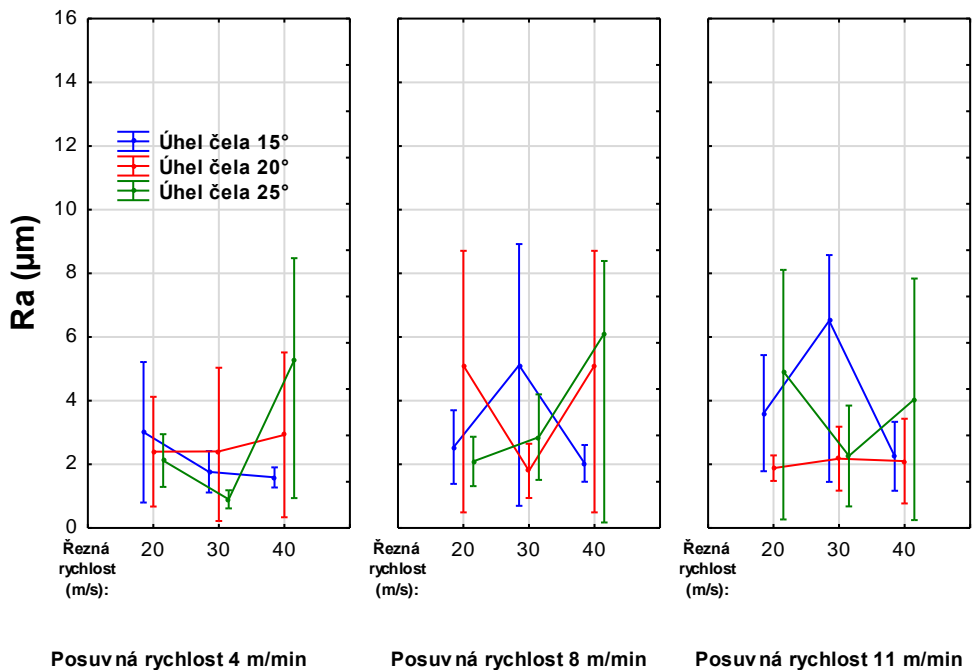 Ra (µm)
16
14
12
10
8
6
4
2
0
Úhel čela 15°
Úhel čela 20°
Úhel čela 25°
Řezná
rychlost
(m/s):
20 30 40
Řezná
rychlost
(m/s):
20 30 40
Řezná
rychlost
(m/s):
20 30 40
Posuvná rychlost 4 m/min
Posuvná rychlost 8 m/min
Posuvná rychlost 11 m/min